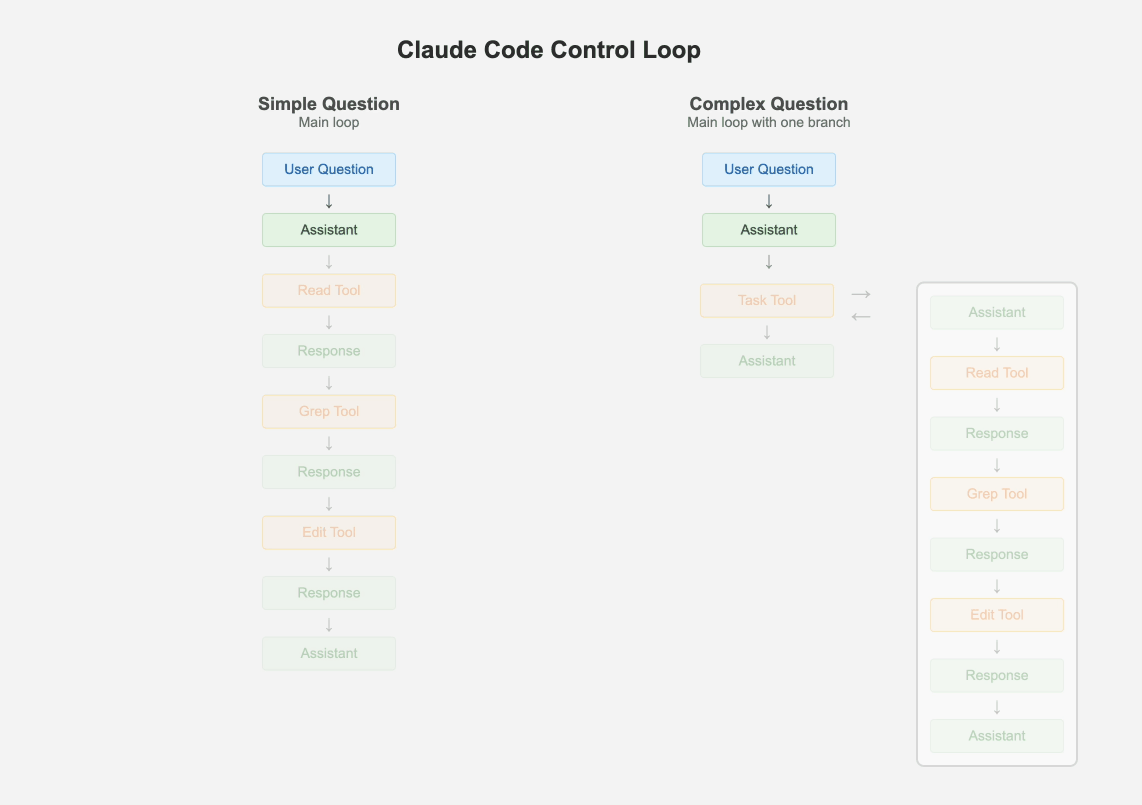 Claude Code Control Loop
Simple Question
Main loop
User Question
↓
Assistant
↓
Read Tool
↓
Response
↓
Grep Tool
↓
Response
↓
Edit Tool
↓
Response
↓
Assistant
Complex Question
Main loop with one branch
User Question
↓
Assistant
↓
Task Tool
→
←
↓
Assistant
Assistant
↓
Read Tool
↓
Response
↓
Grep Tool
↓
Response
↓
Edit Tool
↓
Response
↓
Assistant